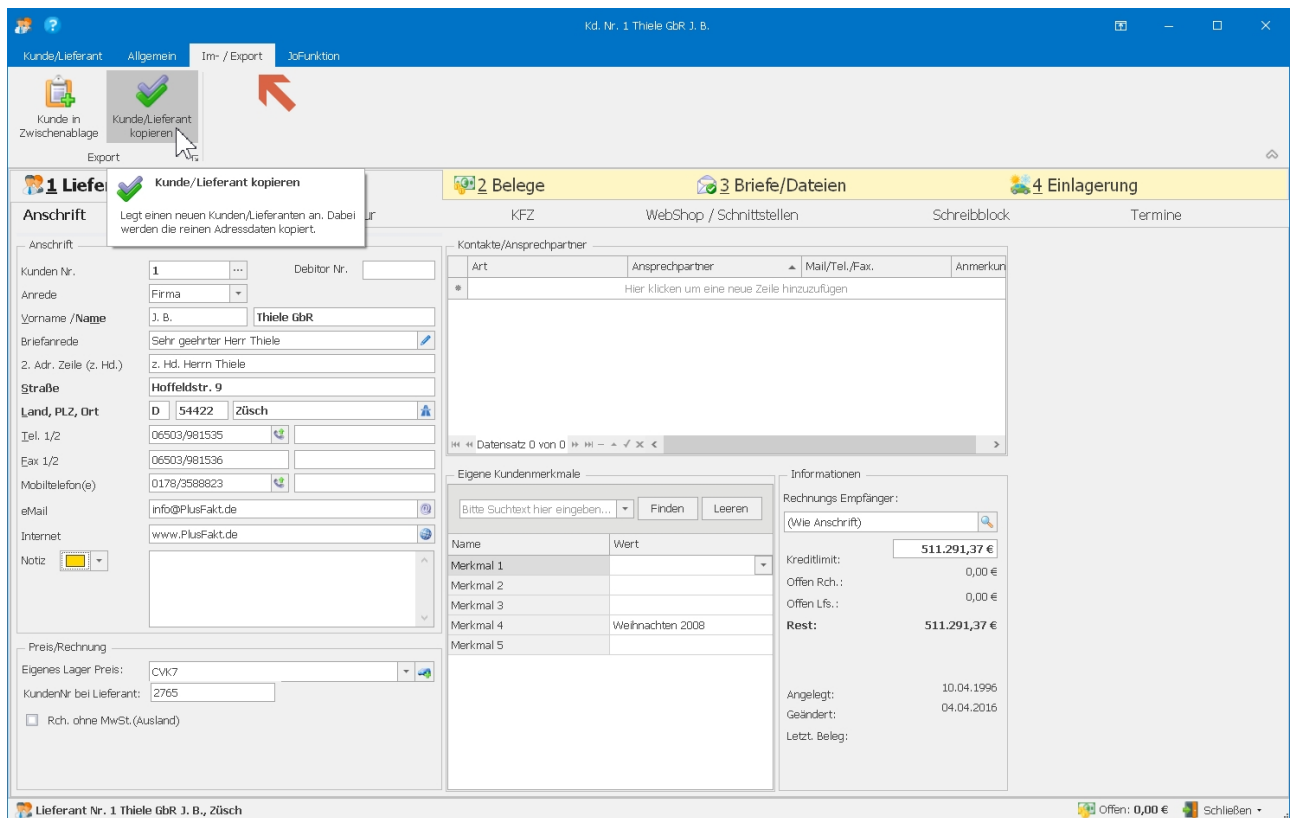 Kd. Nr. 1 Thiele GbR J. B.
Kunde/Lieferant Allgemein Im- / Export JoFunktion
Kunde in Zwischenablage
Kunde/Lieferant kopieren
Export
1 Liefe
2 Belege 3 Briefe/Dateien 4 Einlagerung
Kunde/Lieferant kopieren
Legt einen neuen Kunden/Lieferanten an. Dabei
werden die reinen Adressdaten kopiert.
Anschrift KFZ WebShop / Schnittstellen Schreibblock Termine
Anschrift
Kunden Nr. 1 ... Debitor Nr.
Anrede Firma
Vorname /Name J. B. Thiele GbR
Briefanrede Sehr geehrter Herr Thiele
2. Adr. Zeile (z. Hd.) z. Hd. Herrn Thiele
Straße Hoffeldstr. 9
Land, PLZ, Ort D 54422 Züsch
Tel. 1/2 06503/981535
Fax 1/2 06503/981536
Mobiltelefon(e) 0178/3588823
eMail info@PlusFakt.de
Internet www.PlusFakt.de
Notiz
Preis/Rechnung
Eigenes Lager Preis: CVK7
KundenNr bei Lieferant: 2765
Rch. ohne MwSt.(Ausland)
Kontakte/Ansprechpartner
Art Ansprechpartner Mail/Tel./Fax. Anmerkun
Hier klicken um eine neue Zeile hinzuzufügen
Datensatz 0 von 0
Eigene Kundenmerkmale
Bitte Suchtext hier eingeben... Finden Leeren
Name Wert
Merkmal 1
Merkmal 2
Merkmal 3
Merkmal 4 Weihnachten 2008
Merkmal 5
Informationen
Rechnungs Empfänger:
(Wie Anschrift)
Kreditlimit: 511.291,37 €
Offen Rch.: 0,00 €
Offen Lfs.: 0,00 €
Rest: 511.291,37 €
Angelegt: 10.04.1996
Geändert: 04.04.2016
Letzt. Beleg:
Lieferant Nr. 1 Thiele GbR J. B., Züsch Offen: 0,00 € Schließen